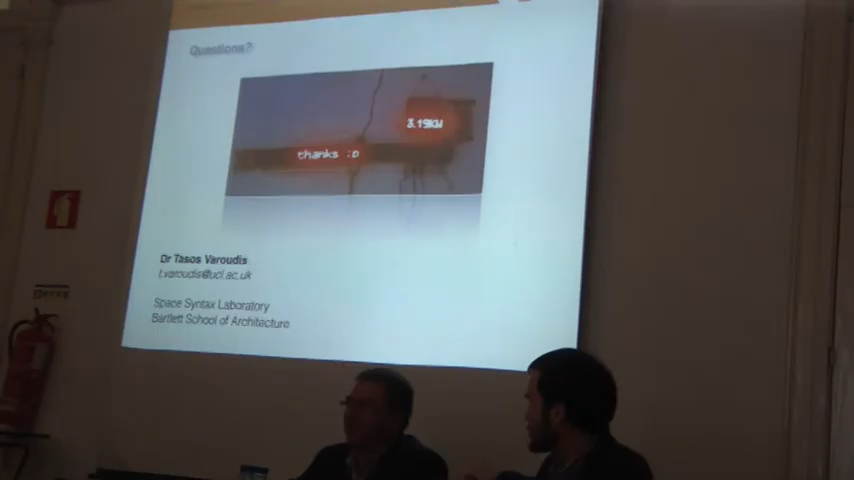 Questions?
3.19KW
thanks :p
Dr Tasos Varoudis
t.varoudis@ucl.ac.uk
Space Syntax Laboratory
Bartlett School of Architecture